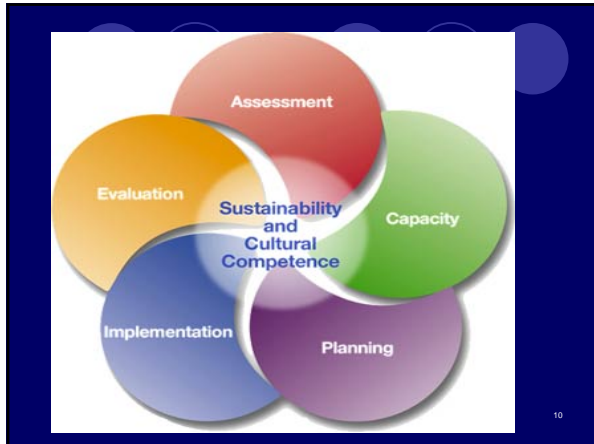 Assessment
Capacity
Planning
Implementation
Evaluation
Sustainability
and
Cultural
Competence
10